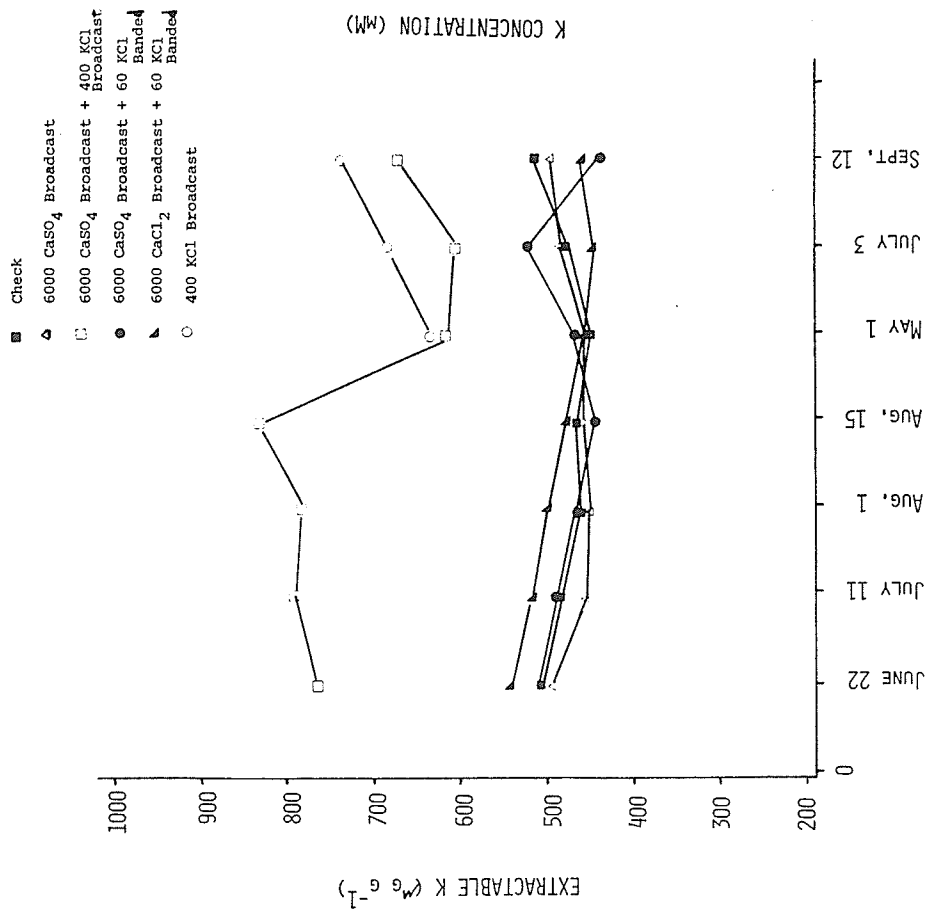 Check
6000 CaSO4 Broadcast
6000 CaSO4 Broadcast + 400 KCl
Broadcast
6000 CaSO4 Broadcast + 60 KCl
Banded
6000 CaCl2 Broadcast + 60 KCl
Banded
400 KCl Broadcast
K CONCENTRATION (MM)
EXTRACTABLE K (MG G-1)
1000
900
800
700
600
500
400
300
200
0
JUNE 22
JULY 11
AUG. 1
AUG. 15
MAY 1
JULY 3
SEPT. 12